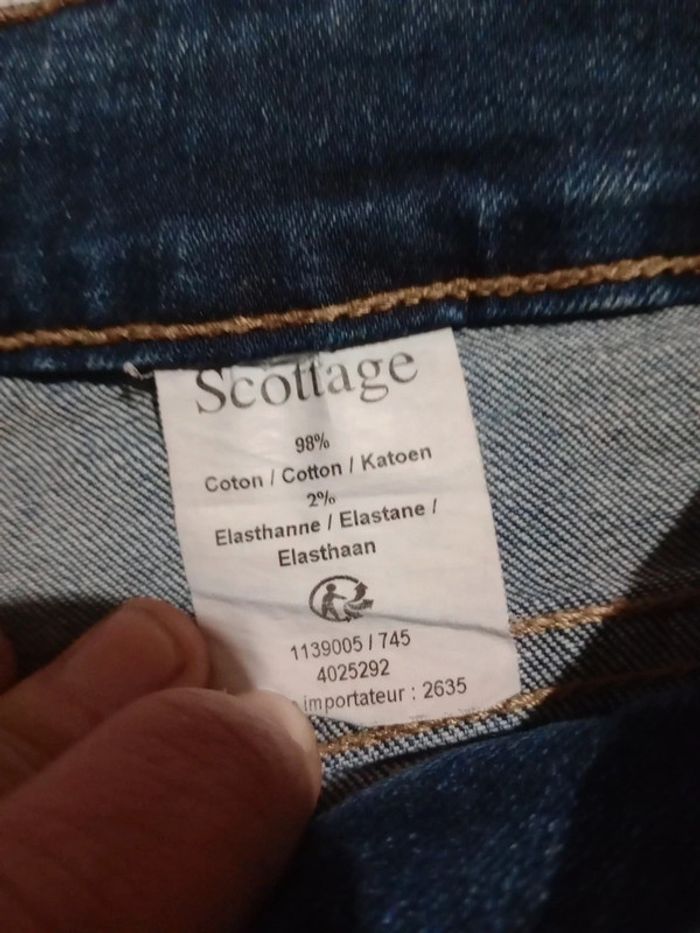 Scottage
98%
Coton / Cotton / Katoen
2%
Elasthanne / Elastane /
Elasthaan
1139005 / 745
4025292
importateur : 2635